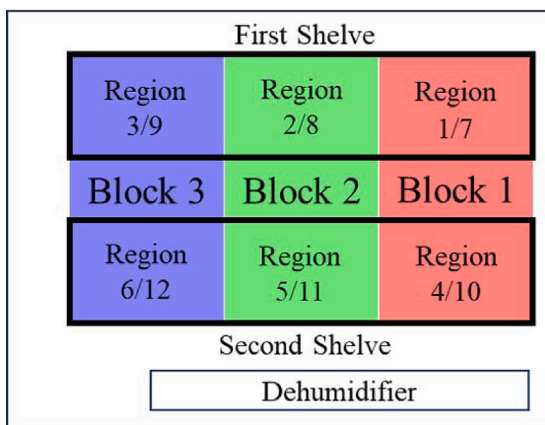 First Shelve
Region
3/9
Region
2/8
Region
1/7
Block 3
Block 2
Block 1
Region
6/12
Region
5/11
Region
4/10
Second Shelve
Dehumidifier